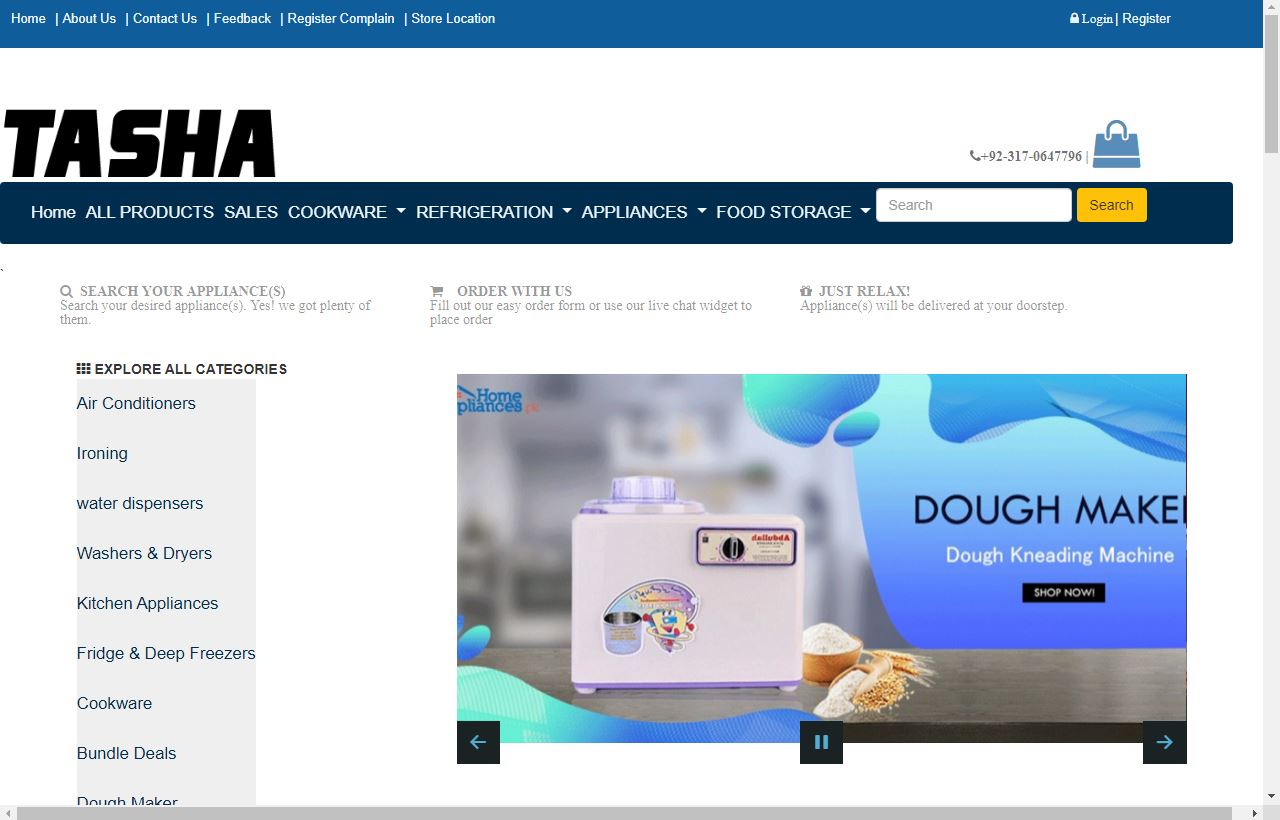 Home | About Us | Contact Us | Feedback | Register Complain | Store Location
Login | Register
TASHA
+92-317-0647796 |
Home ALL PRODUCTS SALES COOKWARE REFRIGERATION APPLIANCES FOOD STORAGE Search Search
`
SEARCH YOUR APPLIANCE(S)
Search your desired appliance(s). Yes! we got plenty of
them.
ORDER WITH US
Fill out our easy order form or use our live chat widget to
place order
JUST RELAX!
Appliance(s) will be delivered at your doorstep.
EXPLORE ALL CATEGORIES
Air Conditioners
Ironing
water dispensers
Washers & Dryers
Kitchen Appliances
Fridge & Deep Freezers
Cookware
Bundle Deals
Dough Maker
Home
pliances.pk
DOUGH MAKE
Dough Kneading Machine
SHOP NOW!
Abdullah